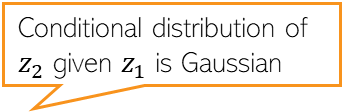 Conditional distribution of
z₂ given z₁ is Gaussian